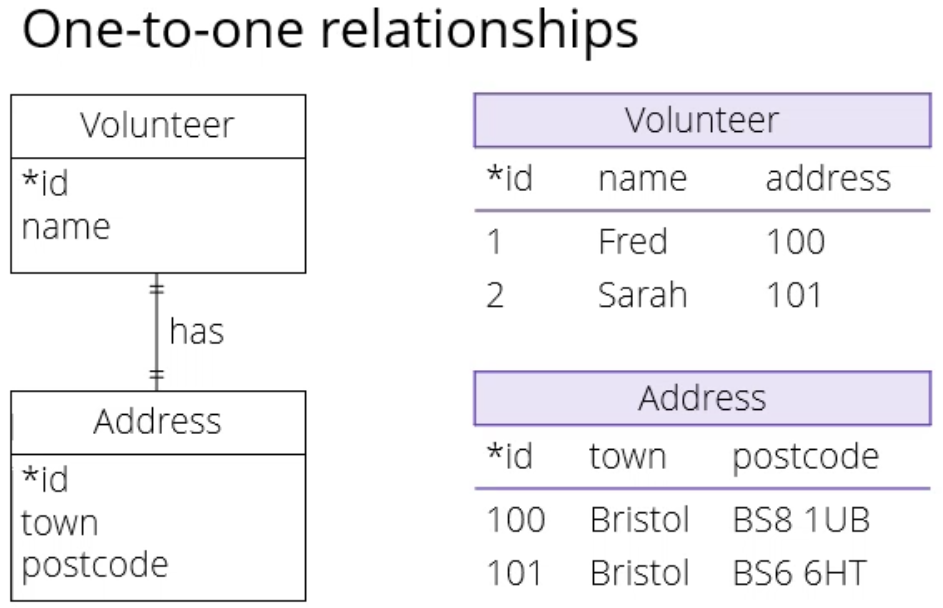 One-to-one relationships
Volunteer
*id
name
has
Address
*id
town
postcode
Volunteer
*id name address
1 Fred 100
2 Sarah 101
Address
*id town postcode
100 Bristol BS8 1UB
101 Bristol BS6 6HT